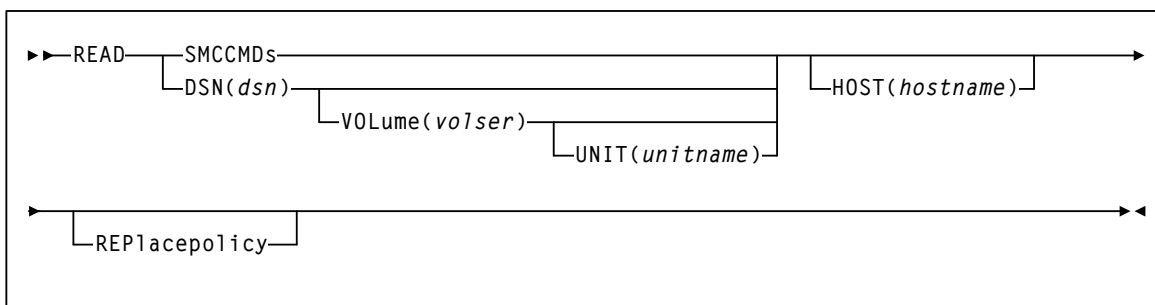 READ SMCCMDs
DSN(dsn) HOST(hostname)
VOLume(volser)
UNIT(unitname)
REPlacepolicy